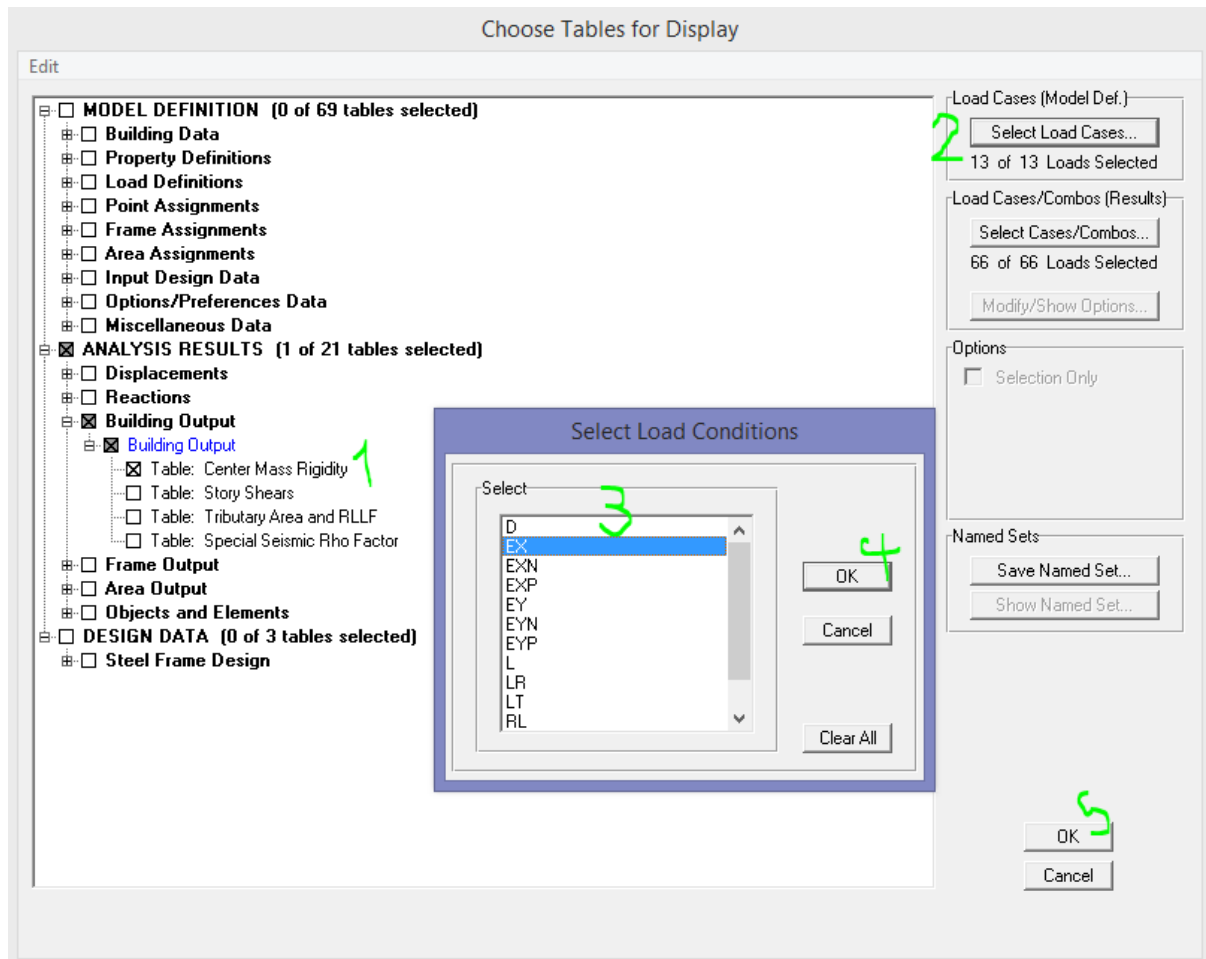 Choose Tables for Display
Edit
MODEL DEFINITION (0 of 69 tables selected)
Building Data
Property Definitions
Load Definitions
Point Assignments
Frame Assignments
Area Assignments
Input Design Data
Options/Preferences Data
Miscellaneous Data
ANALYSIS RESULTS (1 of 21 tables selected)
Displacements
Reactions
Building Output
Building Output
Table: Center Mass Rigidity 1
Table: Story Shears
Table: Tributary Area and RLLF
Table: Special Seismic Rho Factor
Frame Output
Area Output
Objects and Elements
DESIGN DATA (0 of 3 tables selected)
Steel Frame Design
Load Cases (Model Def.)
2 Select Load Cases...
13 of 13 Loads Selected
Load Cases/Combos (Results)
Select Cases/Combos...
66 of 66 Loads Selected
Modify/Show Options...
Options
Selection Only
Named Sets
Save Named Set...
Show Named Set...
Select Load Conditions
Select
3
D
EX
EXN
EXP
EY
EYN
EYP
L
LR
LT
RL
4
OK
Cancel
Clear All
5
OK
Cancel